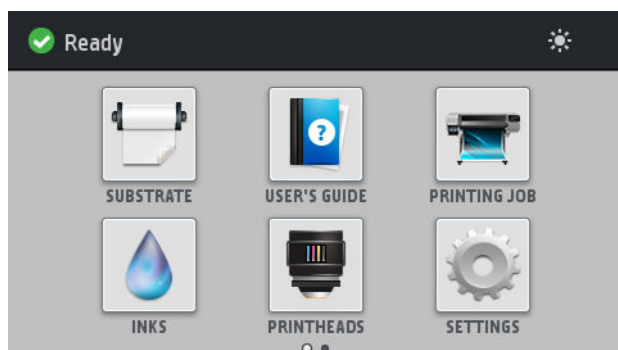 Ready
SUBSTRATE USER'S GUIDE PRINTING JOB
?
INKS PRINTHEADS SETTINGS